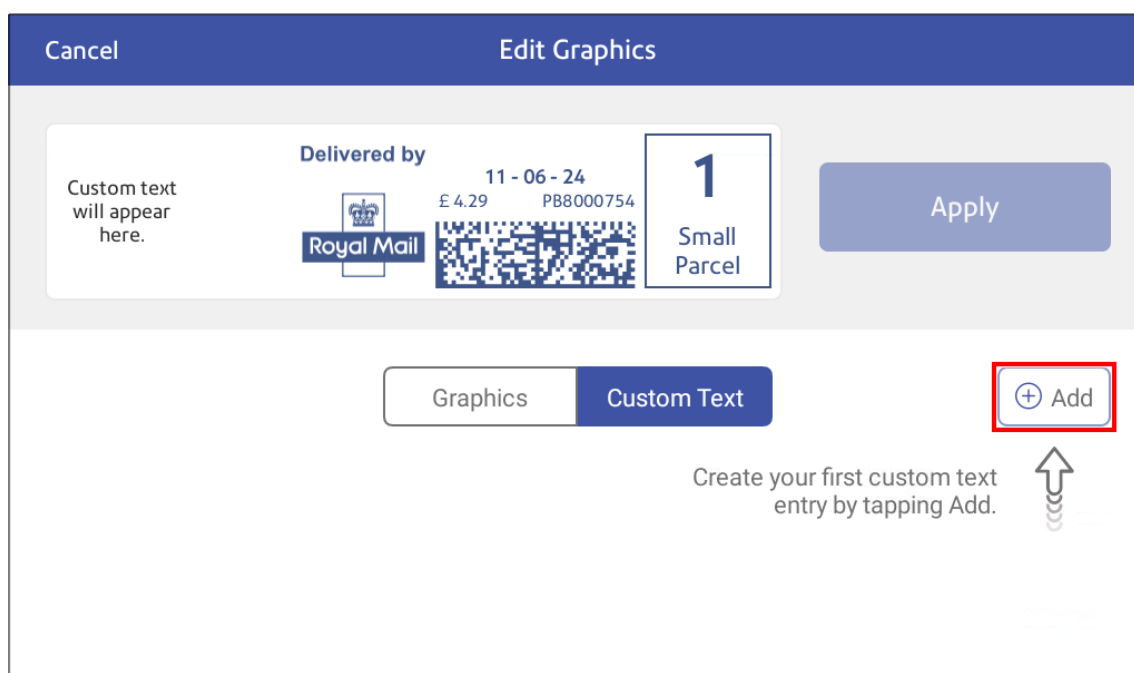 Cancel
Edit Graphics
Custom text
will appear
here.
Delivered by
Royal Mail
11 - 06 - 24
£ 4.29 PB8000754
1
Small
Parcel
Apply
Graphics
Custom Text
Add
Create your first custom text
entry by tapping Add.